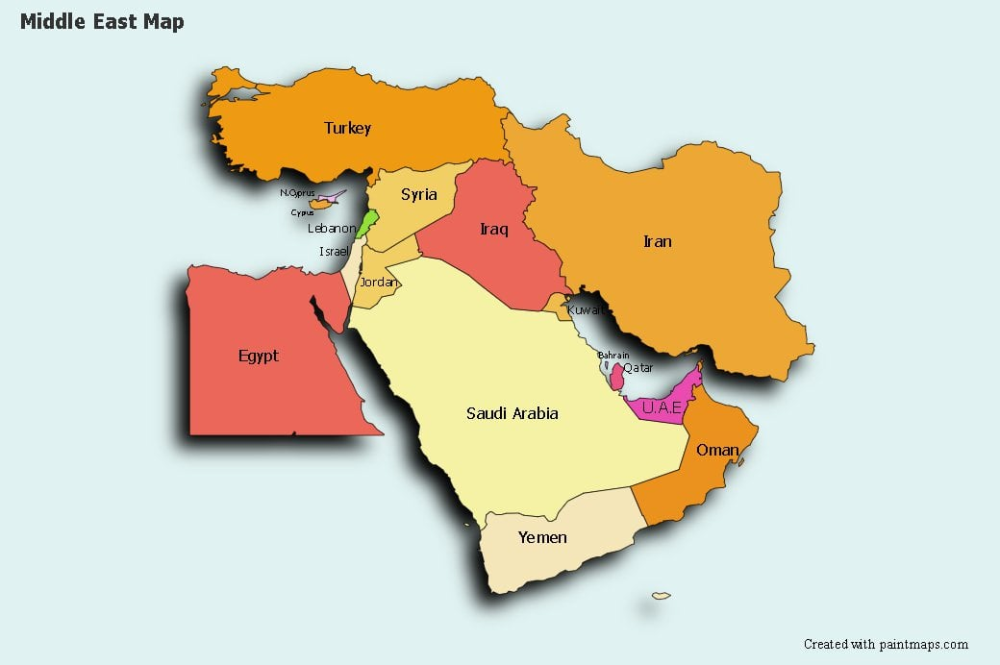 Middle East Map
Turkey
N.Cyprus
Cyprus
Syria
Lebanon
Iraq
Israel
Iran
Jordan
Kuwait
Egypt
Bahrain
Qatar
U.A.E
Saudi Arabia
Oman
Yemen
Created with paintmaps.com